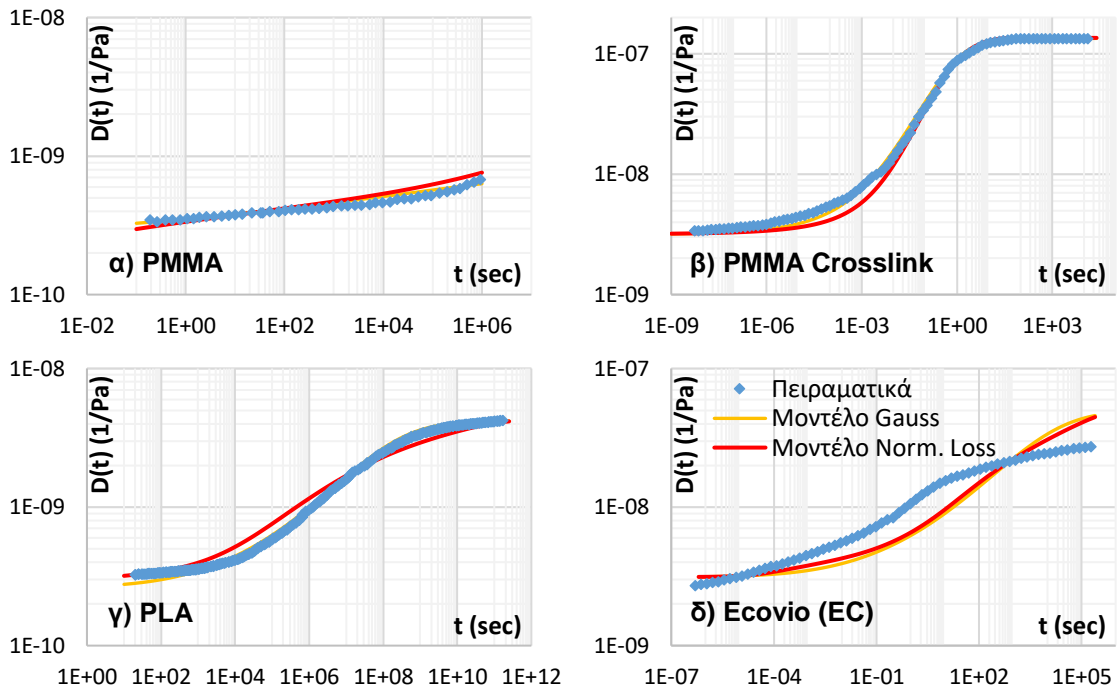 1E-08
D(t) (1/Pa)
1E-09
1E-10
α) PMMA
t (sec)
1E-02 1E+00 1E+02 1E+04 1E+06
1E-07
D(t) (1/Pa)
1E-08
1E-09
β) PMMA Crosslink
t (sec)
1E-09 1E-06 1E-03 1E+00 1E+03
1E-08
D(t) (1/Pa)
1E-09
1E-10
γ) PLA
t (sec)
1E+00 1E+02 1E+04 1E+06 1E+08 1E+10 1E+12
1E-07
D(t) (1/Pa)
Πειραματικά
Μοντέλο Gauss
Μοντέλο Norm. Loss
1E-08
1E-09
δ) Ecovio (EC)
t (sec)
1E-07 1E-04 1E-01 1E+02 1E+05